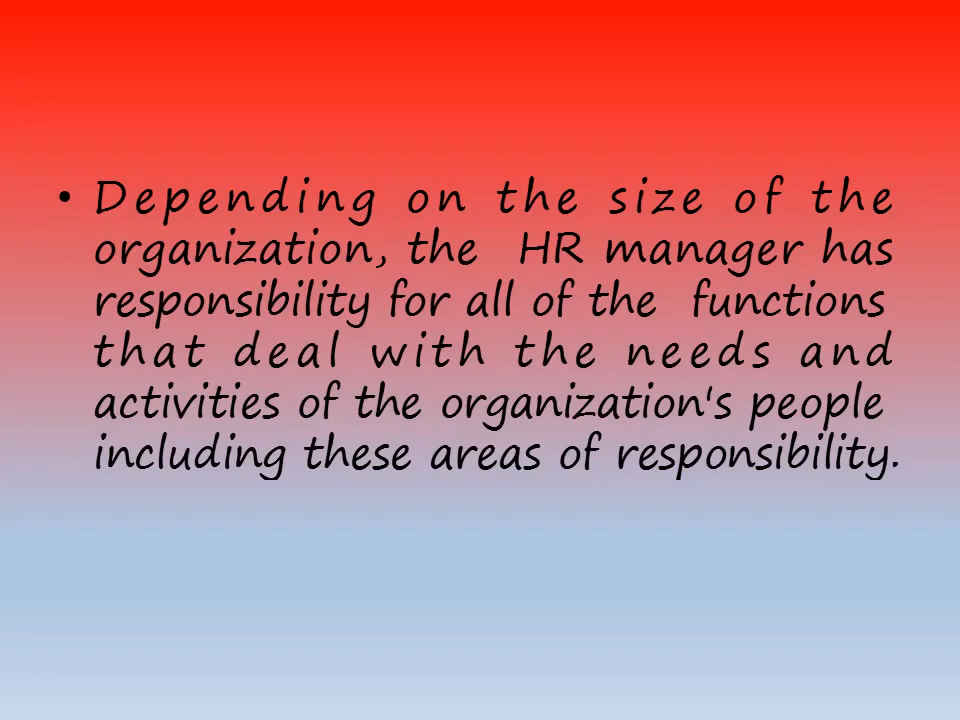 • Depending on the size of the
organization, the HR manager has
responsibility for all of the functions
that deal with the needs and
activities of the organization's people
including these areas of responsibility.